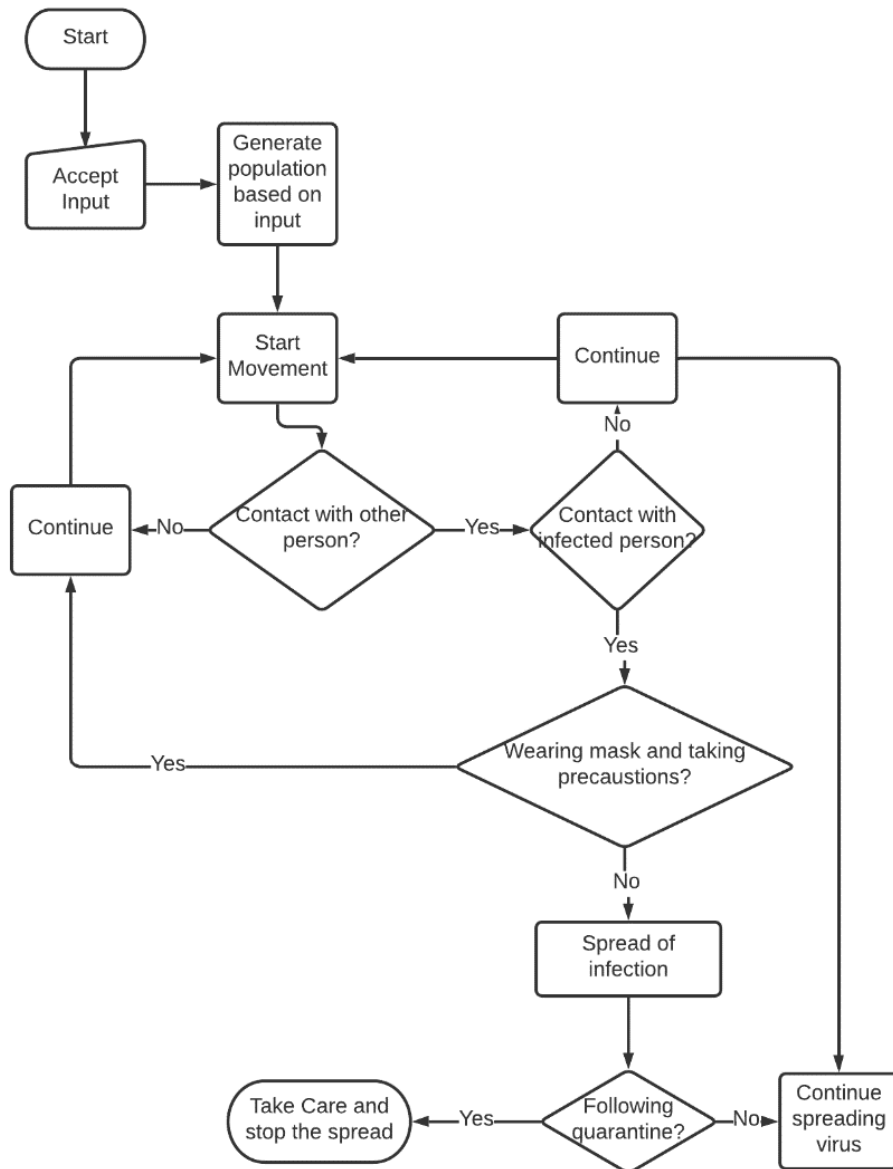 Start
Accept
Input
Generate
population
based on
input
Start
Movement
Continue
No
Continue
No
Contact with other
person?
Yes
Contact with
infected person?
Yes
Wearing mask and taking
precaustions?
Yes
No
Spread of
infection
Take Care and
stop the spread
Yes
Following
quarantine?
No
Continue
spreading
virus